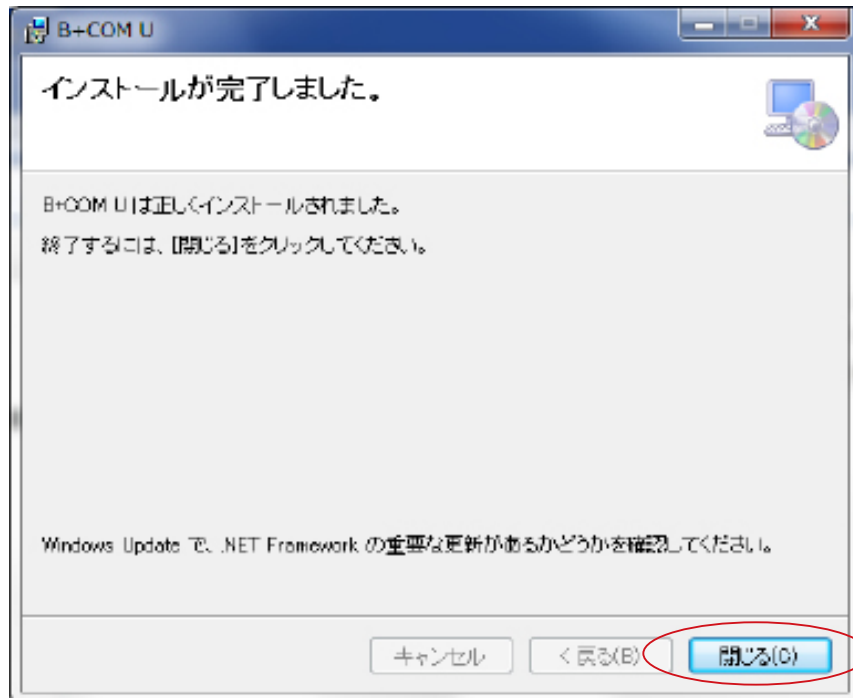 B+COM U
インストールが完了しました。
B+COM U は正しくインストールされました。
終了するには、[閉じる]をクリックしてください。
Windows Update で、.NET Framework の重要な更新があるかどうかを確認してください。
キャンセル
< 戻る(B)
閉じる(C)